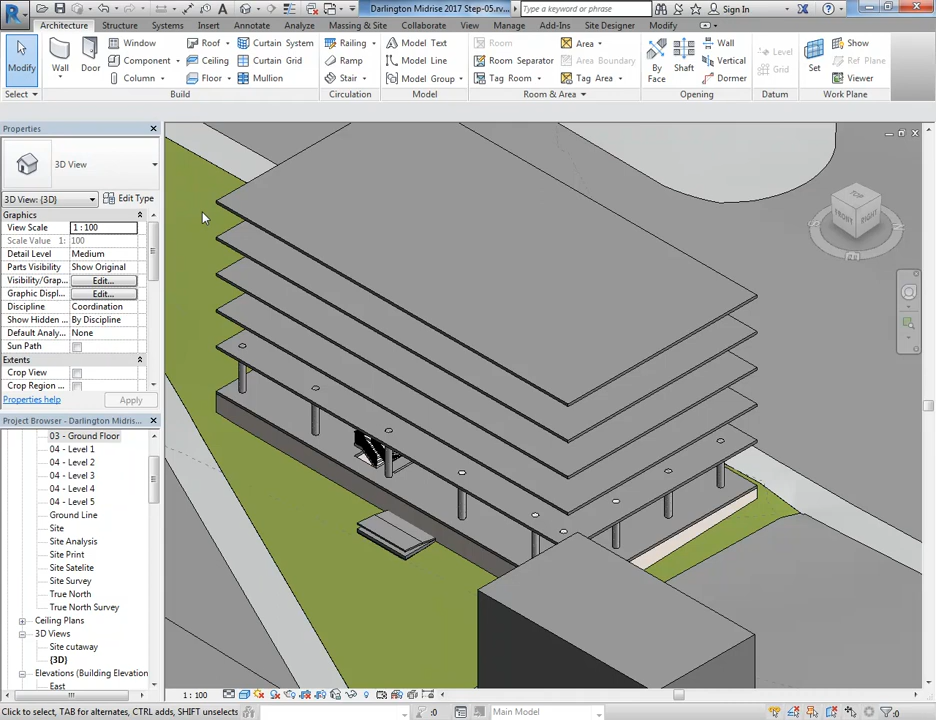 Darlington Midrise 2017 Step-05.rv...
Type a keyword or phrase
Sign In
Architecture Structure Systems Insert Annotate Analyze Massing & Site Collaborate View Manage Add-Ins Site Designer Modify
Modify
Wall
Door
Window
Component
Column
Roof
Ceiling
Floor
Curtain System
Curtain Grid
Mullion
Railing
Ramp
Stair
Model Text
Model Line
Model Group
Room
Room Separator
Tag Room
Area
Area Boundary
Tag Area
By Face
Shaft
Wall
Vertical
Dormer
Level
Grid
Set
Show
Ref Plane
Viewer
Select Build Circulation Model Room & Area Opening Datum Work Plane
Properties
3D View
3D View: {3D} Edit Type
Graphics
View Scale 1 : 100
Scale Value 1: 100
Detail Level Medium
Parts Visibility Show Original
Visibility/Grap... Edit...
Graphic Displ... Edit...
Discipline Coordination
Show Hidden ... By Discipline
Default Analy... None
Sun Path
Extents
Crop View
Crop Region ...
Properties help Apply
Project Browser - Darlington Midris...
03 - Ground Floor
04 - Level 1
04 - Level 2
04 - Level 3
04 - Level 4
04 - Level 5
Ground Line
Site
Site Analysis
Site Print
Site Satelite
Site Survey
True North
True North Survey
Ceiling Plans
3D Views
Site cutaway
{3D}
Elevations (Building Elevation
East
TOP
FRONT
RIGHT
1 : 100
Click to select, TAB for alternates, CTRL adds, SHIFT unselects
:0
Main Model
:0